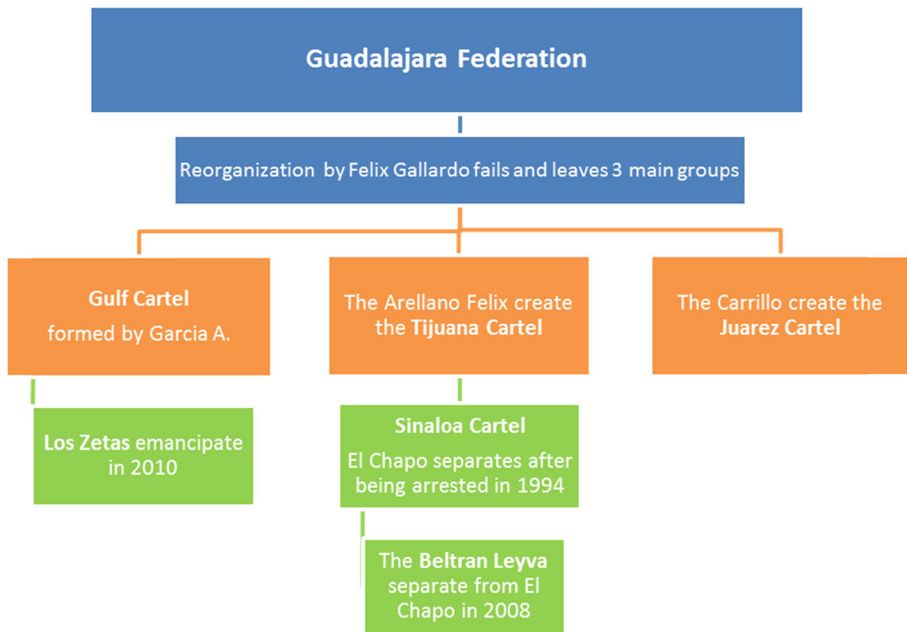 Guadalajara Federation
Reorganization by Felix Gallardo fails and leaves 3 main groups
Gulf Cartel
formed by Garcia A.
The Arellano Felix create
the Tijuana Cartel
The Carrillo create the
Juarez Cartel
Los Zetas emancipate
in 2010
Sinaloa Cartel
El Chapo separates after
being arrested in 1994
The Beltran Leyva
separate from El
Chapo in 2008